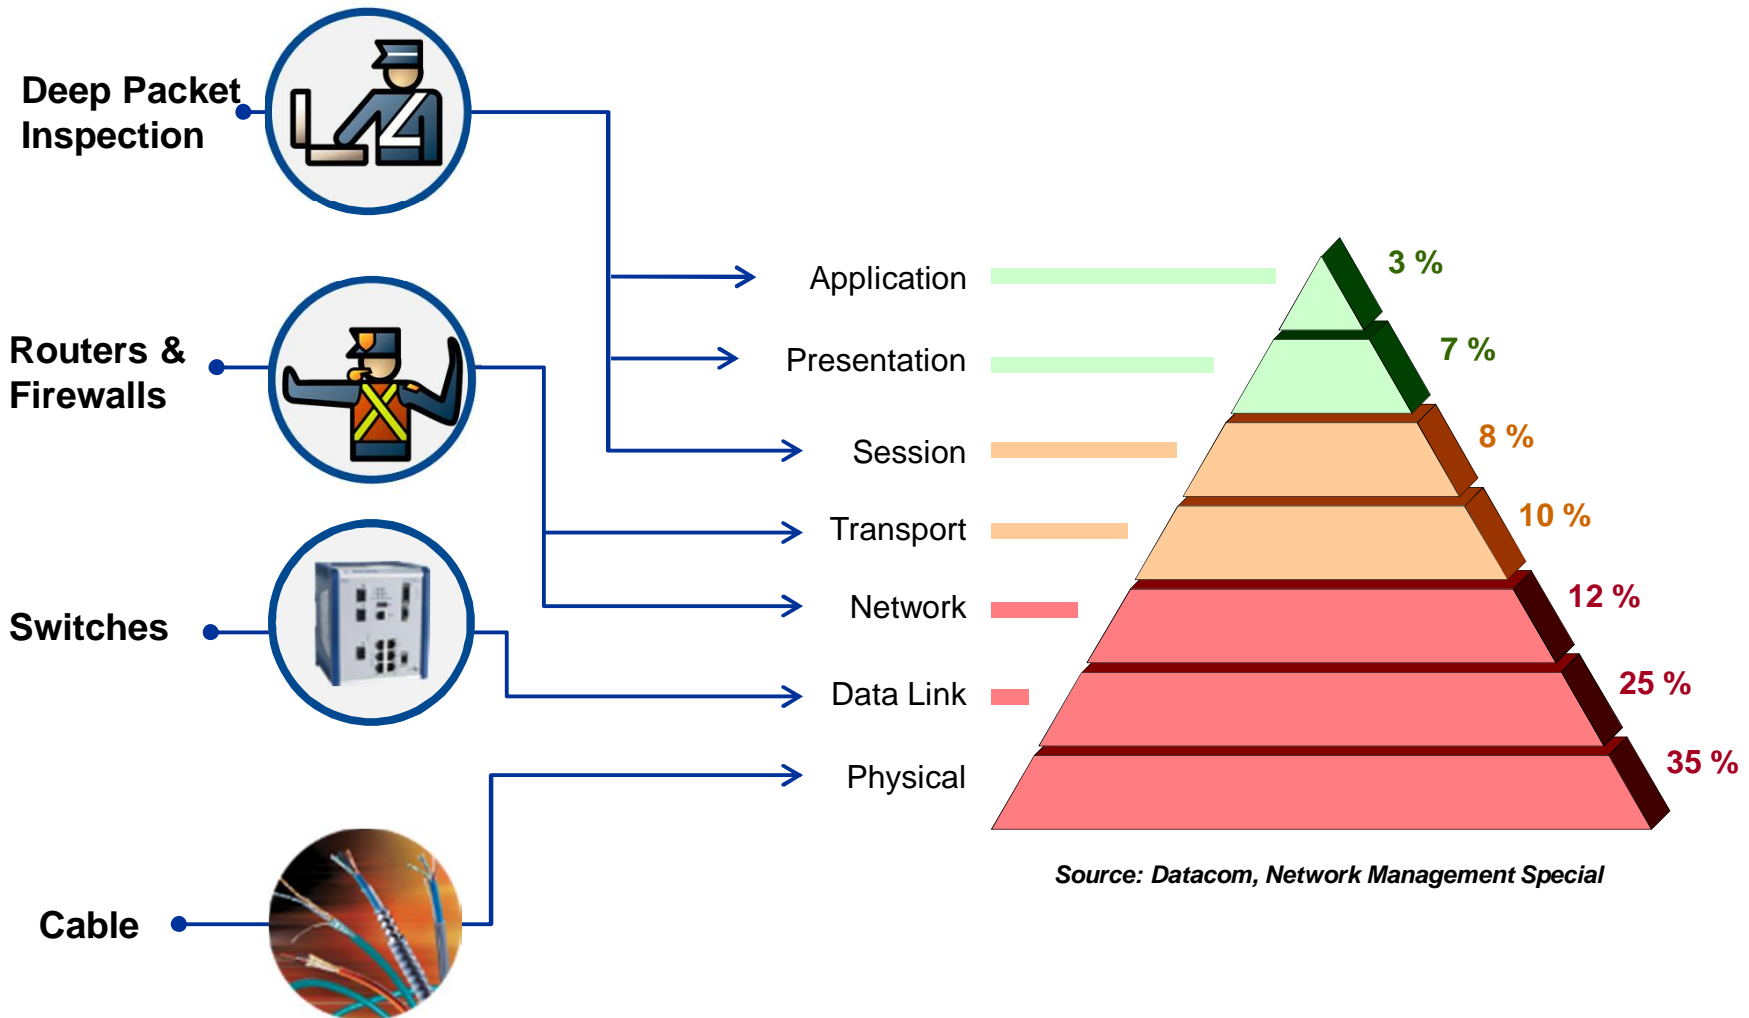 Deep Packet
Inspection
Routers &
Firewalls
Switches
Cable
Application
Presentation
Session
Transport
Network
Data Link
Physical
3 %
7 %
8 %
10 %
12 %
25 %
35 %
Source: Datacom, Network Management Special